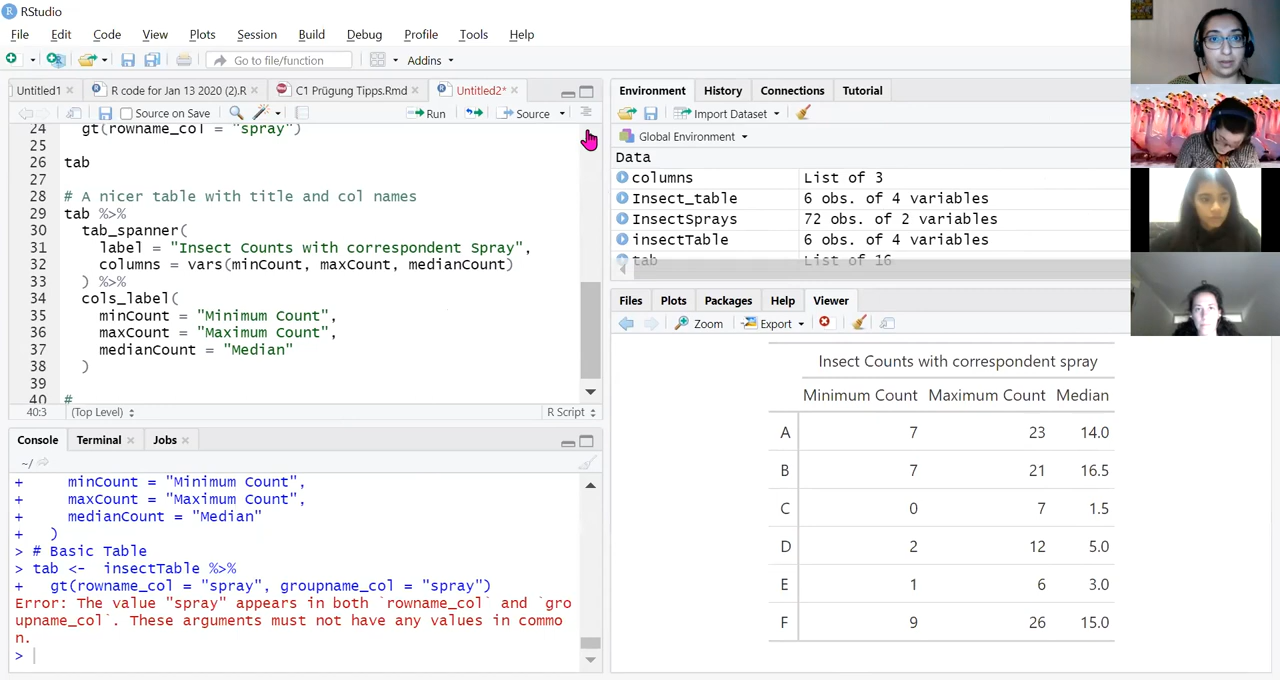 RStudio
File Edit Code View Plots Session Build Debug Profile Tools Help
Go to file/function Addins
Untitled1 R code for Jan 13 2020 (2).R C1 Prügung Tipps.Rmd Untitled2*
Source on Save Run Source
24 gt(rowname_col = "spray")
25
26 tab
27
28 # A nicer table with title and col names
29 tab %>%
30 tab_spanner(
31 label = "Insect Counts with correspondent Spray",
32 columns = vars(minCount, maxCount, medianCount)
33 ) %>%
34 cols_label(
35 minCount = "Minimum Count",
36 maxCount = "Maximum Count",
37 medianCount = "Median"
38 )
39
40 #
40:3 (Top Level) R Script
Console Terminal Jobs
~/
+ minCount = "Minimum Count",
+ maxCount = "Maximum Count",
+ medianCount = "Median"
+ )
> # Basic Table
> tab <- insectTable %>%
+ gt(rowname_col = "spray", groupname_col = "spray")
Error: The value "spray" appears in both `rowname_col` and `gro
upname_col`. These arguments must not have any values in commo
n.
>
Environment History Connections Tutorial
Import Dataset
Global Environment
Data
columns List of 3
Insect_table 6 obs. of 4 variables
InsectSprays 72 obs. of 2 variables
insectTable 6 obs. of 4 variables
tab List of 16
Files Plots Packages Help Viewer
Zoom Export
Insect Counts with correspondent spray
Minimum Count Maximum Count Median
A 7 23 14.0
B 7 21 16.5
C 0 7 1.5
D 2 12 5.0
E 1 6 3.0
F 9 26 15.0